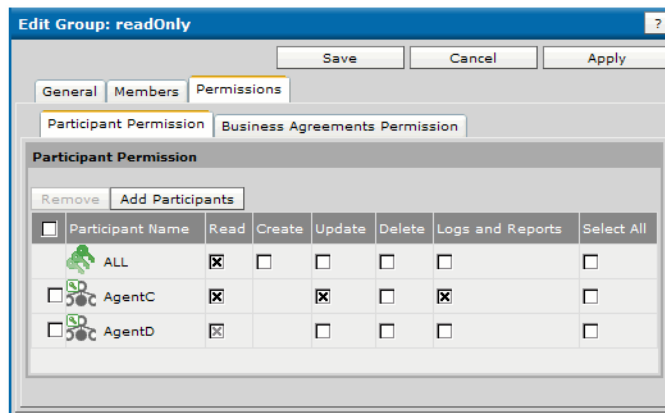 Edit Group: readOnly ?
Save Cancel Apply
General Members Permissions
Participant Permission Business Agreements Permission
Participant Permission
Remove Add Participants
Participant Name Read Create Update Delete Logs and Reports Select All
ALL
AgentC
AgentD